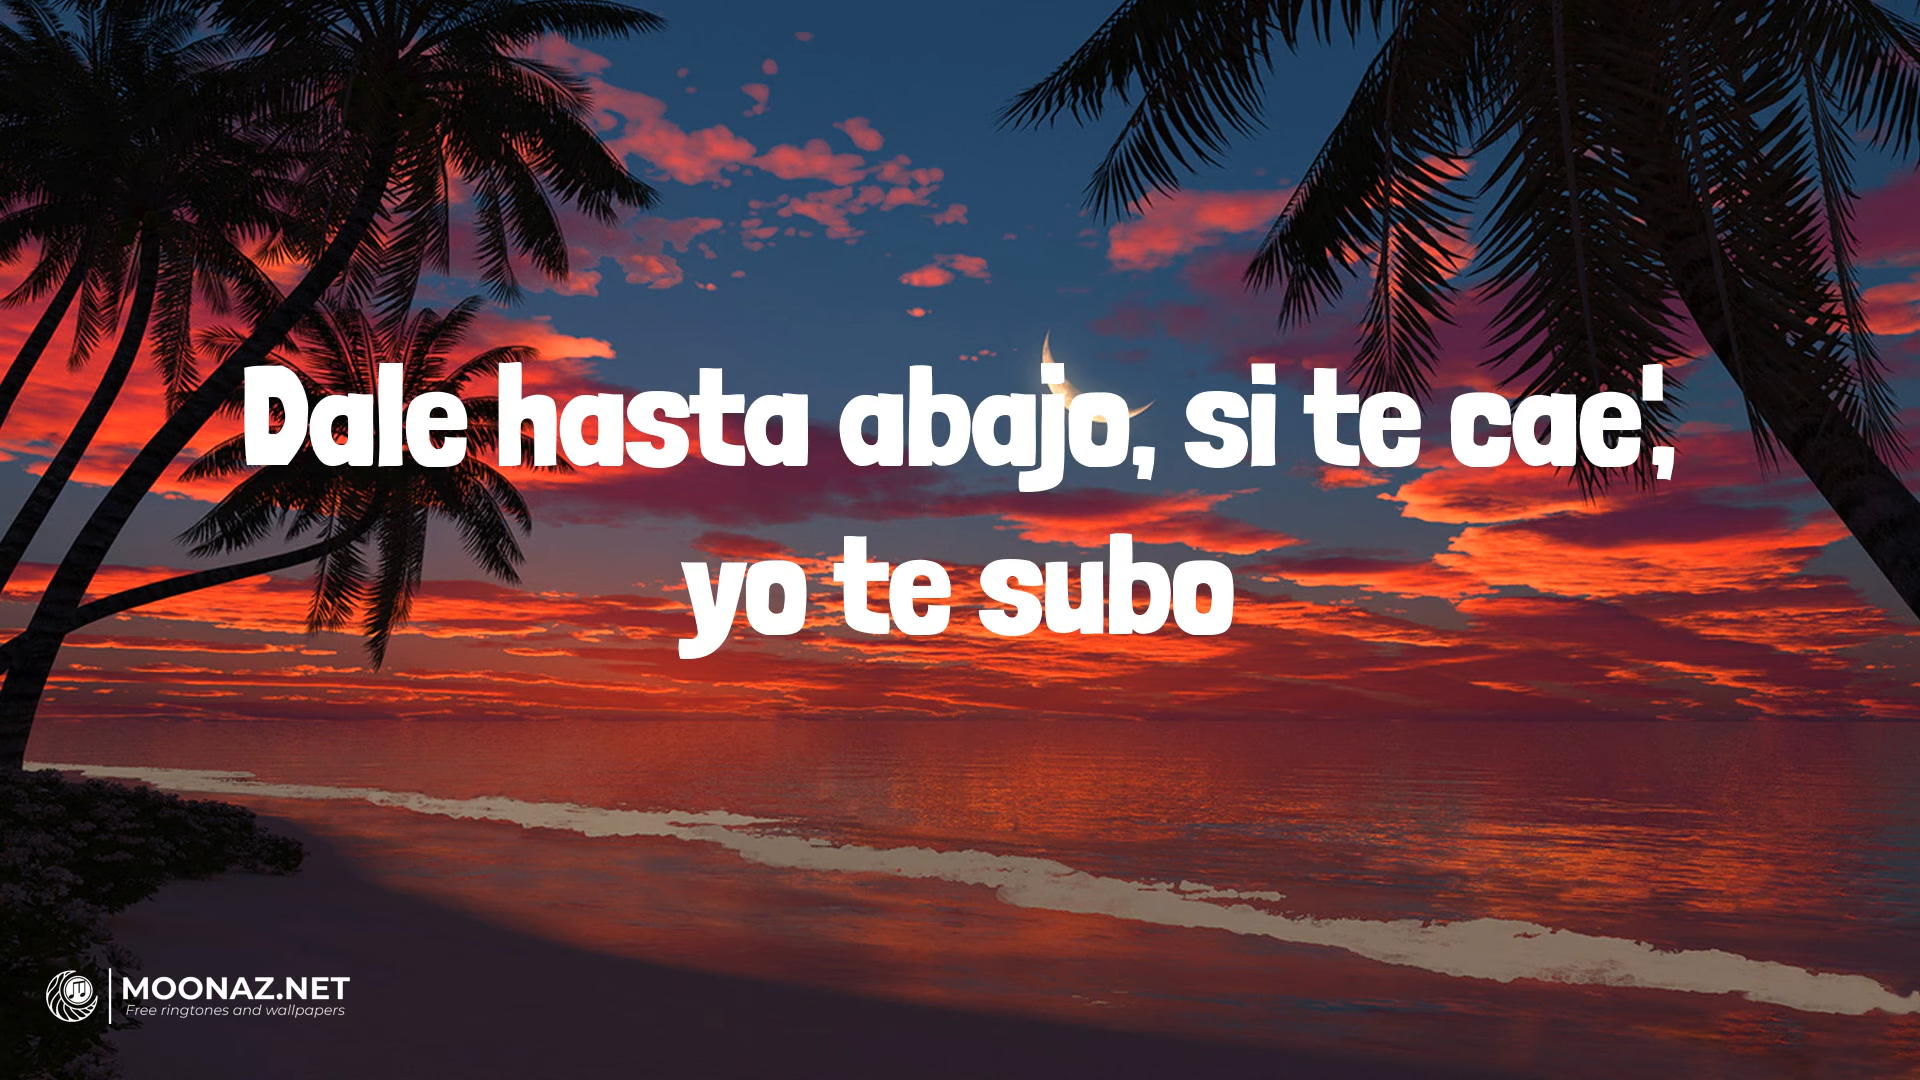 Dale hasta abajo, si te cae',
yo te subo
MOONAZ.NET
Free ringtones and wallpapers